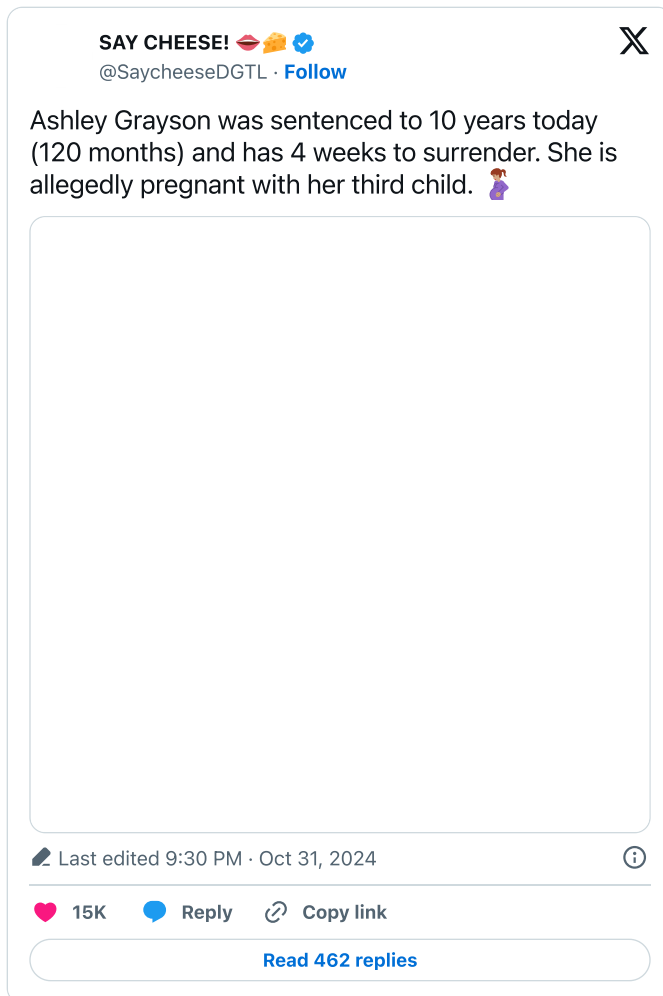 SAY CHEESE! 👄🧀
@SaycheeseDGTL · Follow
Ashley Grayson was sentenced to 10 years today
(120 months) and has 4 weeks to surrender. She is
allegedly pregnant with her third child. 🤰🏽
Last edited 9:30 PM · Oct 31, 2024
15K Reply Copy link
Read 462 replies